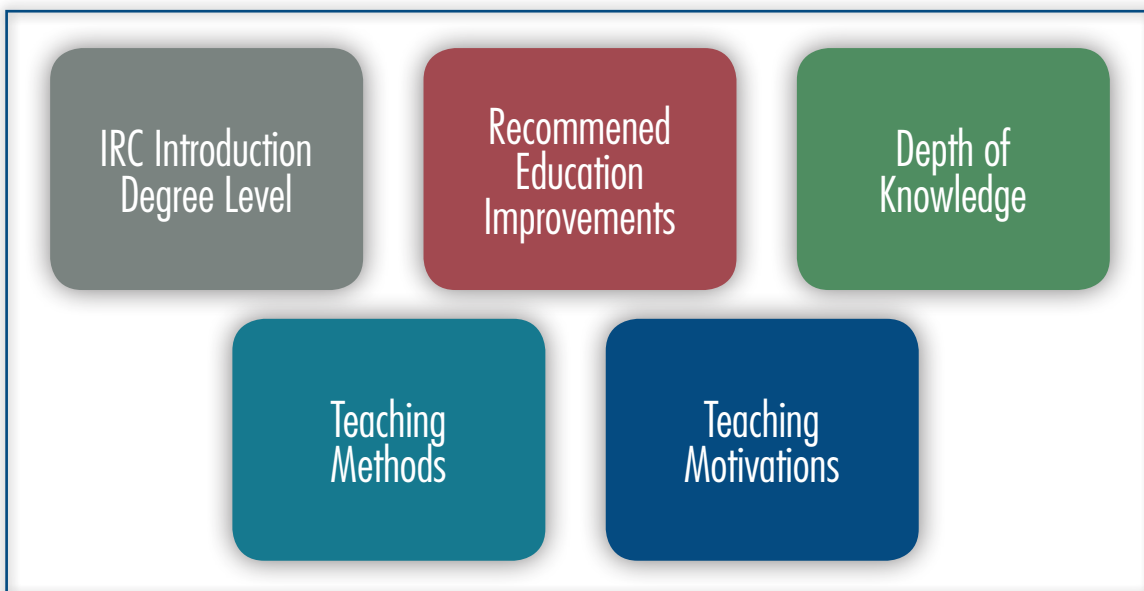 IRC Introduction
Degree Level
Recommened
Education
Improvements
Depth of
Knowledge
Teaching
Methods
Teaching
Motivations